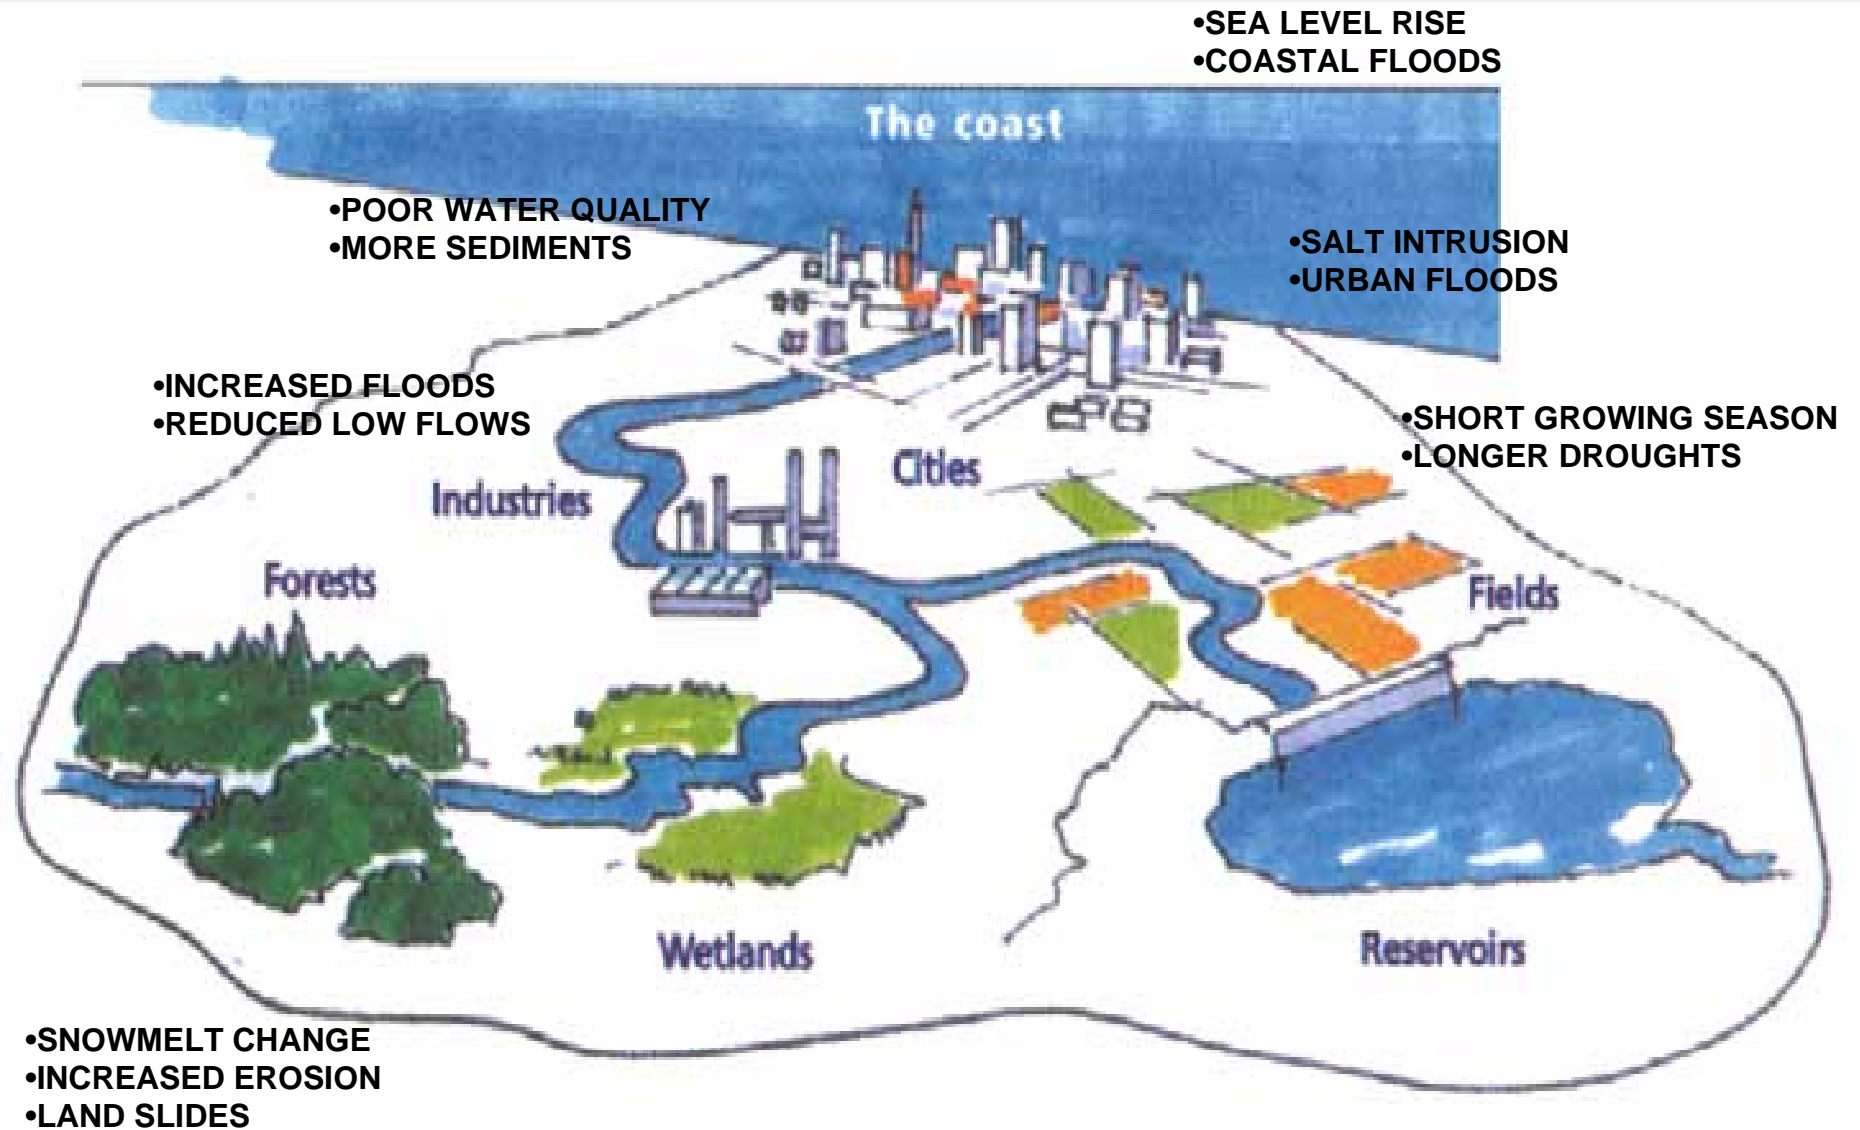 •SEA LEVEL RISE
•COASTAL FLOODS
The coast
•POOR WATER QUALITY
•MORE SEDIMENTS
•SALT INTRUSION
•URBAN FLOODS
•INCREASED FLOODS
•REDUCED LOW FLOWS
•SHORT GROWING SEASON
•LONGER DROUGHTS
Cities
Industries
Forests
Fields
Wetlands
Reservoirs
•SNOWMELT CHANGE
•INCREASED EROSION
•LAND SLIDES